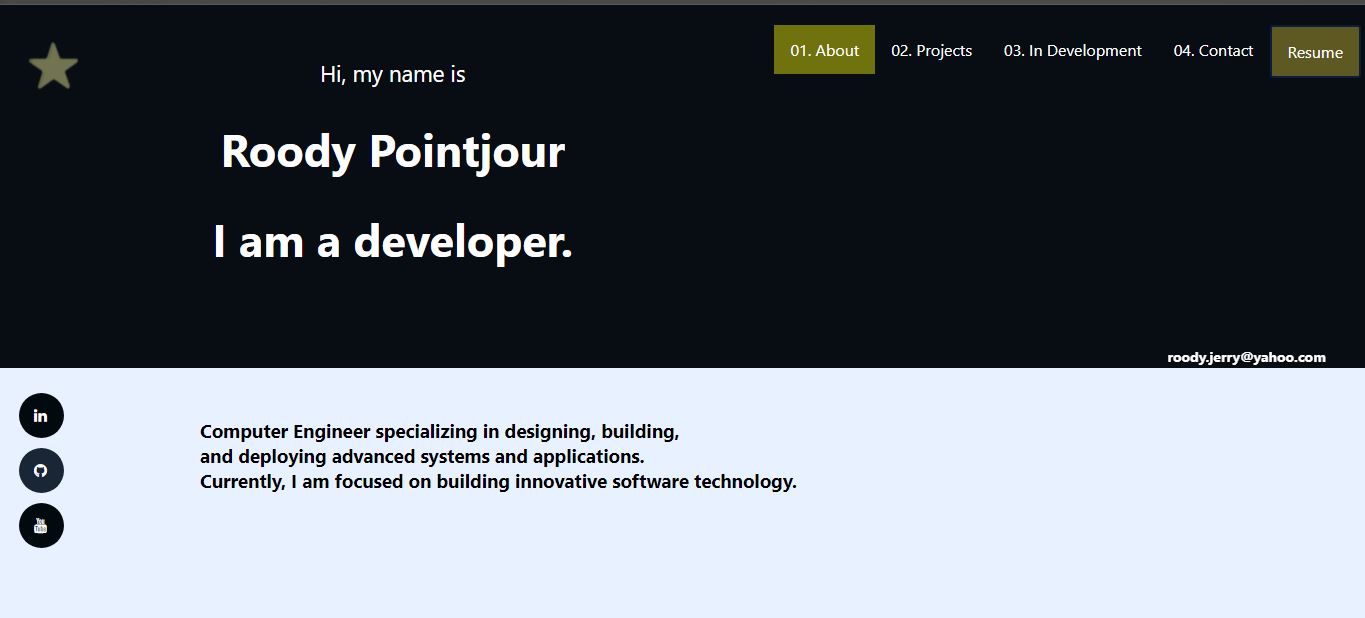 01. About 02. Projects 03. In Development 04. Contact Resume
Hi, my name is
Roody Pointjour
I am a developer.
roody.jerry@yahoo.com
in
Computer Engineer specializing in designing, building,
and deploying advanced systems and applications.
Currently, I am focused on building innovative software technology.
You
Tube